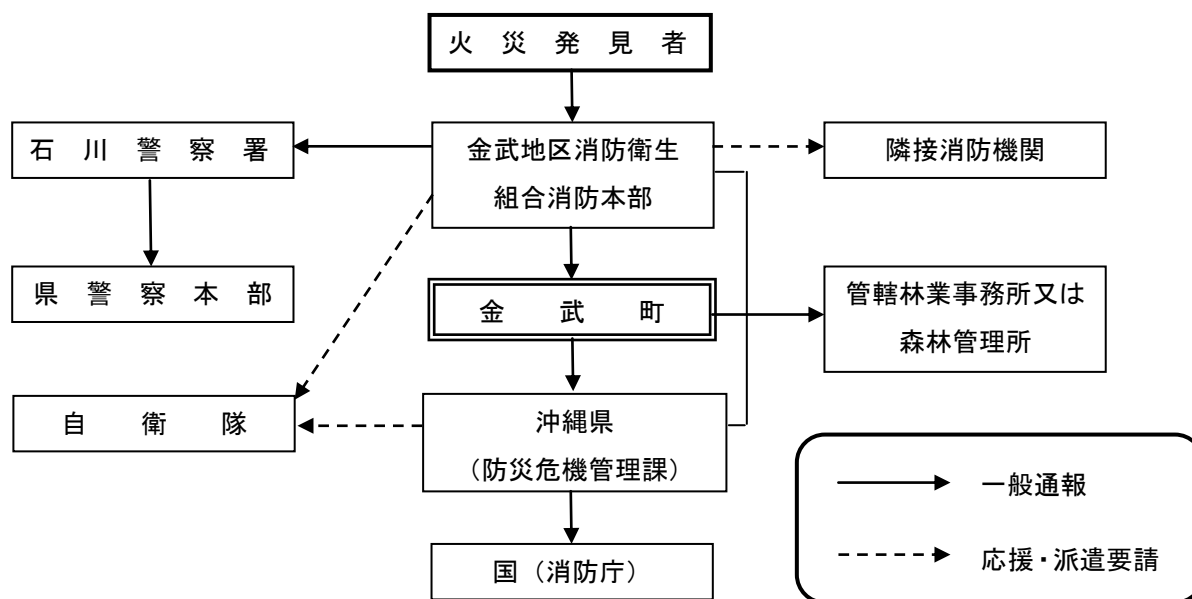 火災発見者
石川警察署
金武地区消防衛生
組合消防本部
隣接消防機関
県警察本部
金武町
管轄林業事務所又は
森林管理所
自衛隊
沖縄県
(防災危機管理課)
国(消防庁)
一般通報
応援・派遣要請